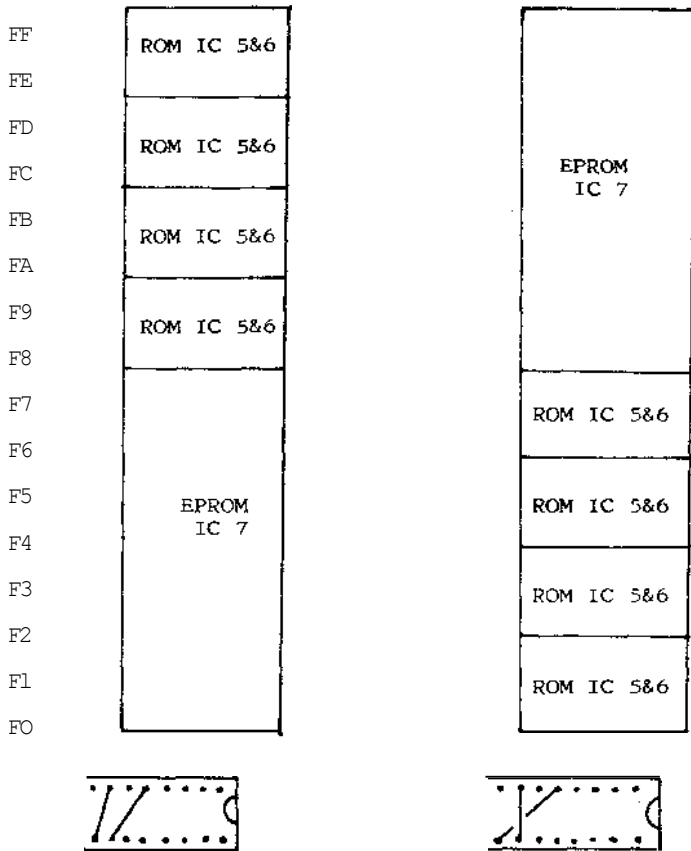 FF
FE
FD
FC
FB
FA
F9
F8
F7
F6
F5
F4
F3
F2
F1
FO
ROM IC 5&6
ROM IC 5&6
ROM IC 5&6
ROM IC 5&6
EPROM
IC 7
EPROM
IC 7
ROM IC 5&6
ROM IC 5&6
ROM IC 5&6
ROM IC 5&6